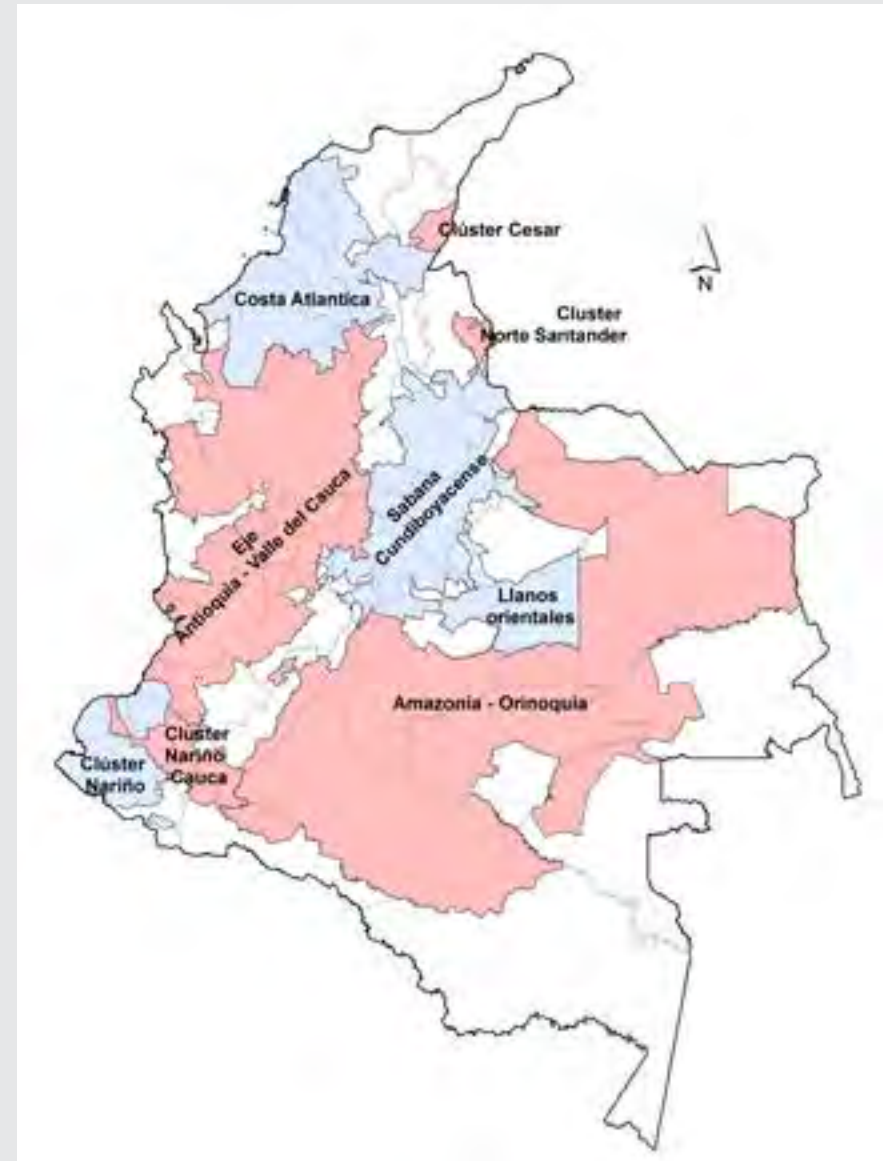 Clúster Cesar
N
Costa Atlantica
Cluster
Norte Santander
Sabana
Cundiboyacense
Eje
Antioquia - Valle del Cauca
Llanos
orientales
Amazonia - Orinoquia
Clúster
Nariño
Cauca
Clúster
Nariño